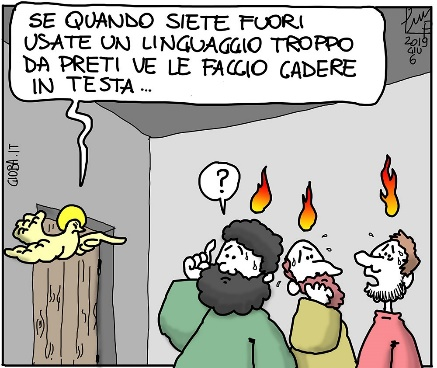 SE QUANDO SIETE FUORI
USATE UN LINGUAGGIO TROPPO
DA PRETI VE LE FACCIO CADERE
IN TESTA...
2019
GIU
6
GIOBA.IT
?